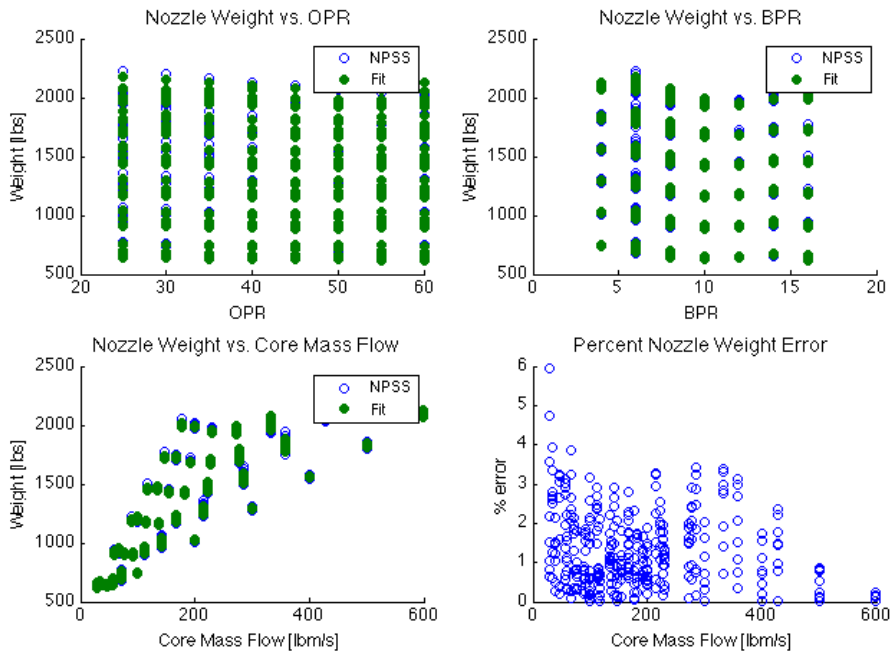 Nozzle Weight vs. OPR
2500
2000
1500
1000
500
Weight [lbs]
20
30
40
50
60
OPR
NPSS
Fit
Nozzle Weight vs. BPR
2500
2000
1500
1000
500
Weight [lbs]
0
5
10
15
20
BPR
NPSS
Fit
Nozzle Weight vs. Core Mass Flow
2500
2000
1500
1000
500
Weight [lbs]
0
200
400
600
Core Mass Flow [lbm/s]
NPSS
Fit
Percent Nozzle Weight Error
6
5
4
3
2
1
0
% error
0
200
400
600
Core Mass Flow [lbm/s]